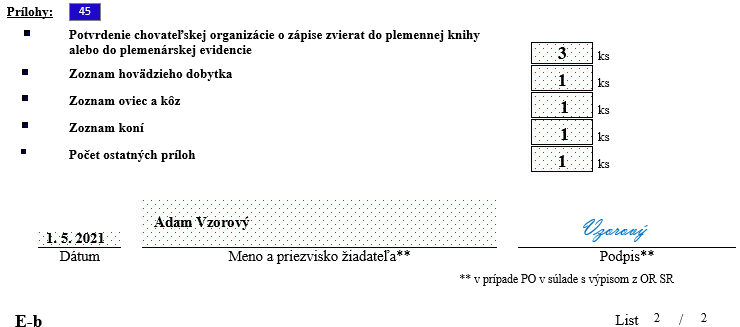 Prílohy: 45
Potvrdenie chovateľskej organizácie o zápise zvierat do plemennej knihy
alebo do plemenárskej evidencie 3 ks
Zoznam hovädzieho dobytka 1 ks
Zoznam oviec a kôz 1 ks
Zoznam koní 1 ks
Počet ostatných príloh 1 ks
1. 5. 2021 Adam Vzorový Vzorový
Dátum Meno a priezvisko žiadateľa** Podpis**
** v prípade PO v súlade s výpisom z OR SR
E-b List 2 / 2